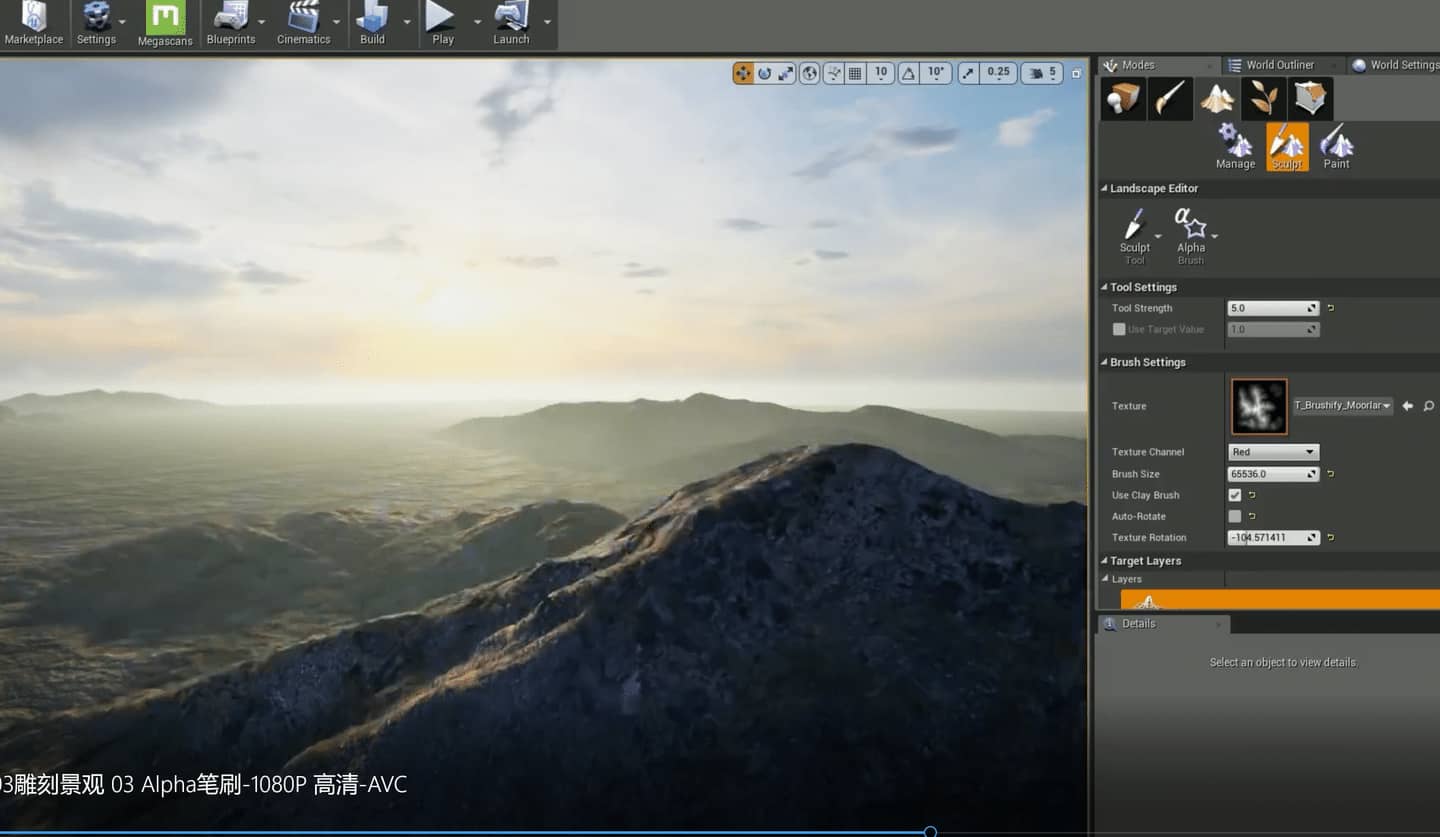 Marketplace Settings Megascans Blueprints Cinematics Build Play Launch
10 10° 0.25 5
Modes World Outliner World Settings
Manage Sculpt Paint
Landscape Editor
Sculpt Alpha
Tool Brush
Tool Settings
Tool Strength 5.0
Use Target Value 1.0
Brush Settings
Texture T_Brushify_Moorlar
Texture Channel Red
Brush Size 65536.0
Use Clay Brush
Auto-Rotate
Texture Rotation -104.571411
Target Layers
Layers
Details
Select an object to view details
03雕刻景观 03 Alpha笔刷-1080P 高清-AVC